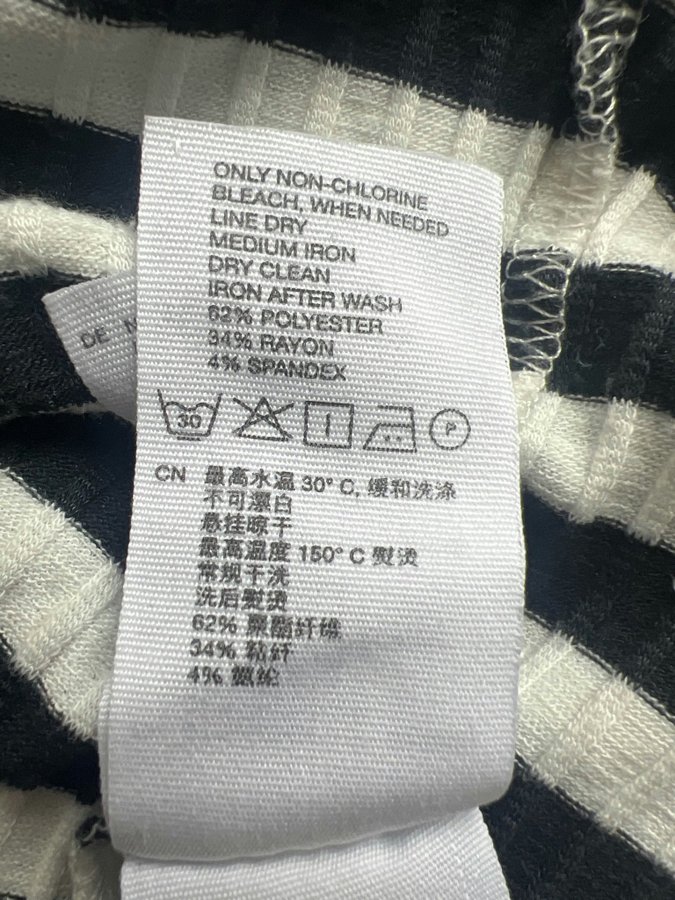 ONLY NON-CHLORINE
BLEACH, WHEN NEEDED
LINE DRY
MEDIUM IRON
DRY CLEAN
IRON AFTER WASH
62% POLYESTER
34% RAYON
4% SPANDEX
DE
30
P
CN 最高水温 30° C, 缓和洗涤
不可漂白
悬挂晾干
最高温度 150° C 熨烫
常规干洗
洗后熨烫
62% 聚酯纤维
34% 粘纤
4% 氨纶